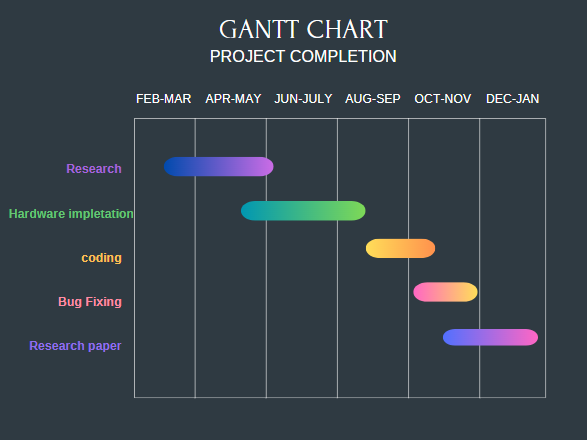 GANTT CHART
PROJECT COMPLETION
FEB-MAR APR-MAY JUN-JULY AUG-SEP OCT-NOV DEC-JAN
Research
Hardware impletation
coding
Bug Fixing
Research paper